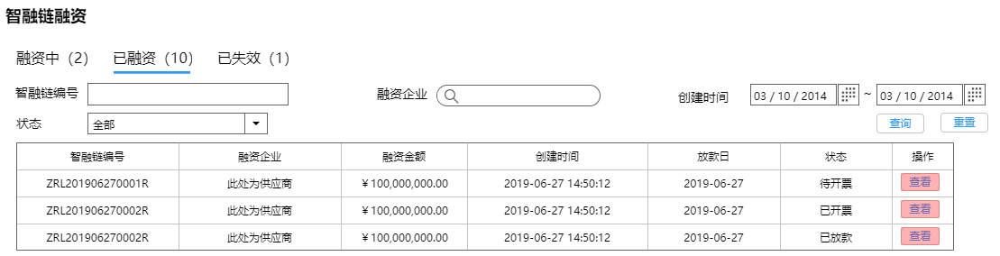 智融链融资
融资中（2） 已融资（10） 已失效（1）
智融链编号 融资企业 创建时间 03 / 10 / 2014 ~ 03 / 10 / 2014
状态 全部 查询 重置
智融链编号 融资企业 融资金额 创建时间 放款日 状态 操作
ZRL201906270001R 此处为供应商 ￥100,000,000.00 2019-06-27 14:50:12 2019-06-27 待开票 查看
ZRL201906270002R 此处为供应商 ￥100,000,000.00 2019-06-27 14:50:12 2019-06-27 已开票 查看
ZRL201906270002R 此处为供应商 ￥100,000,000.00 2019-06-27 14:50:12 2019-06-27 已放款 查看